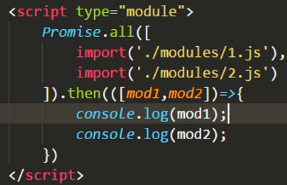 <script type="module">
    Promise.all([
        import('./modules/1.js'),
        import('./modules/2.js')
    ]).then(([mod1,mod2])=>{
        console.log(mod1);
        console.log(mod2);
    })
</script>